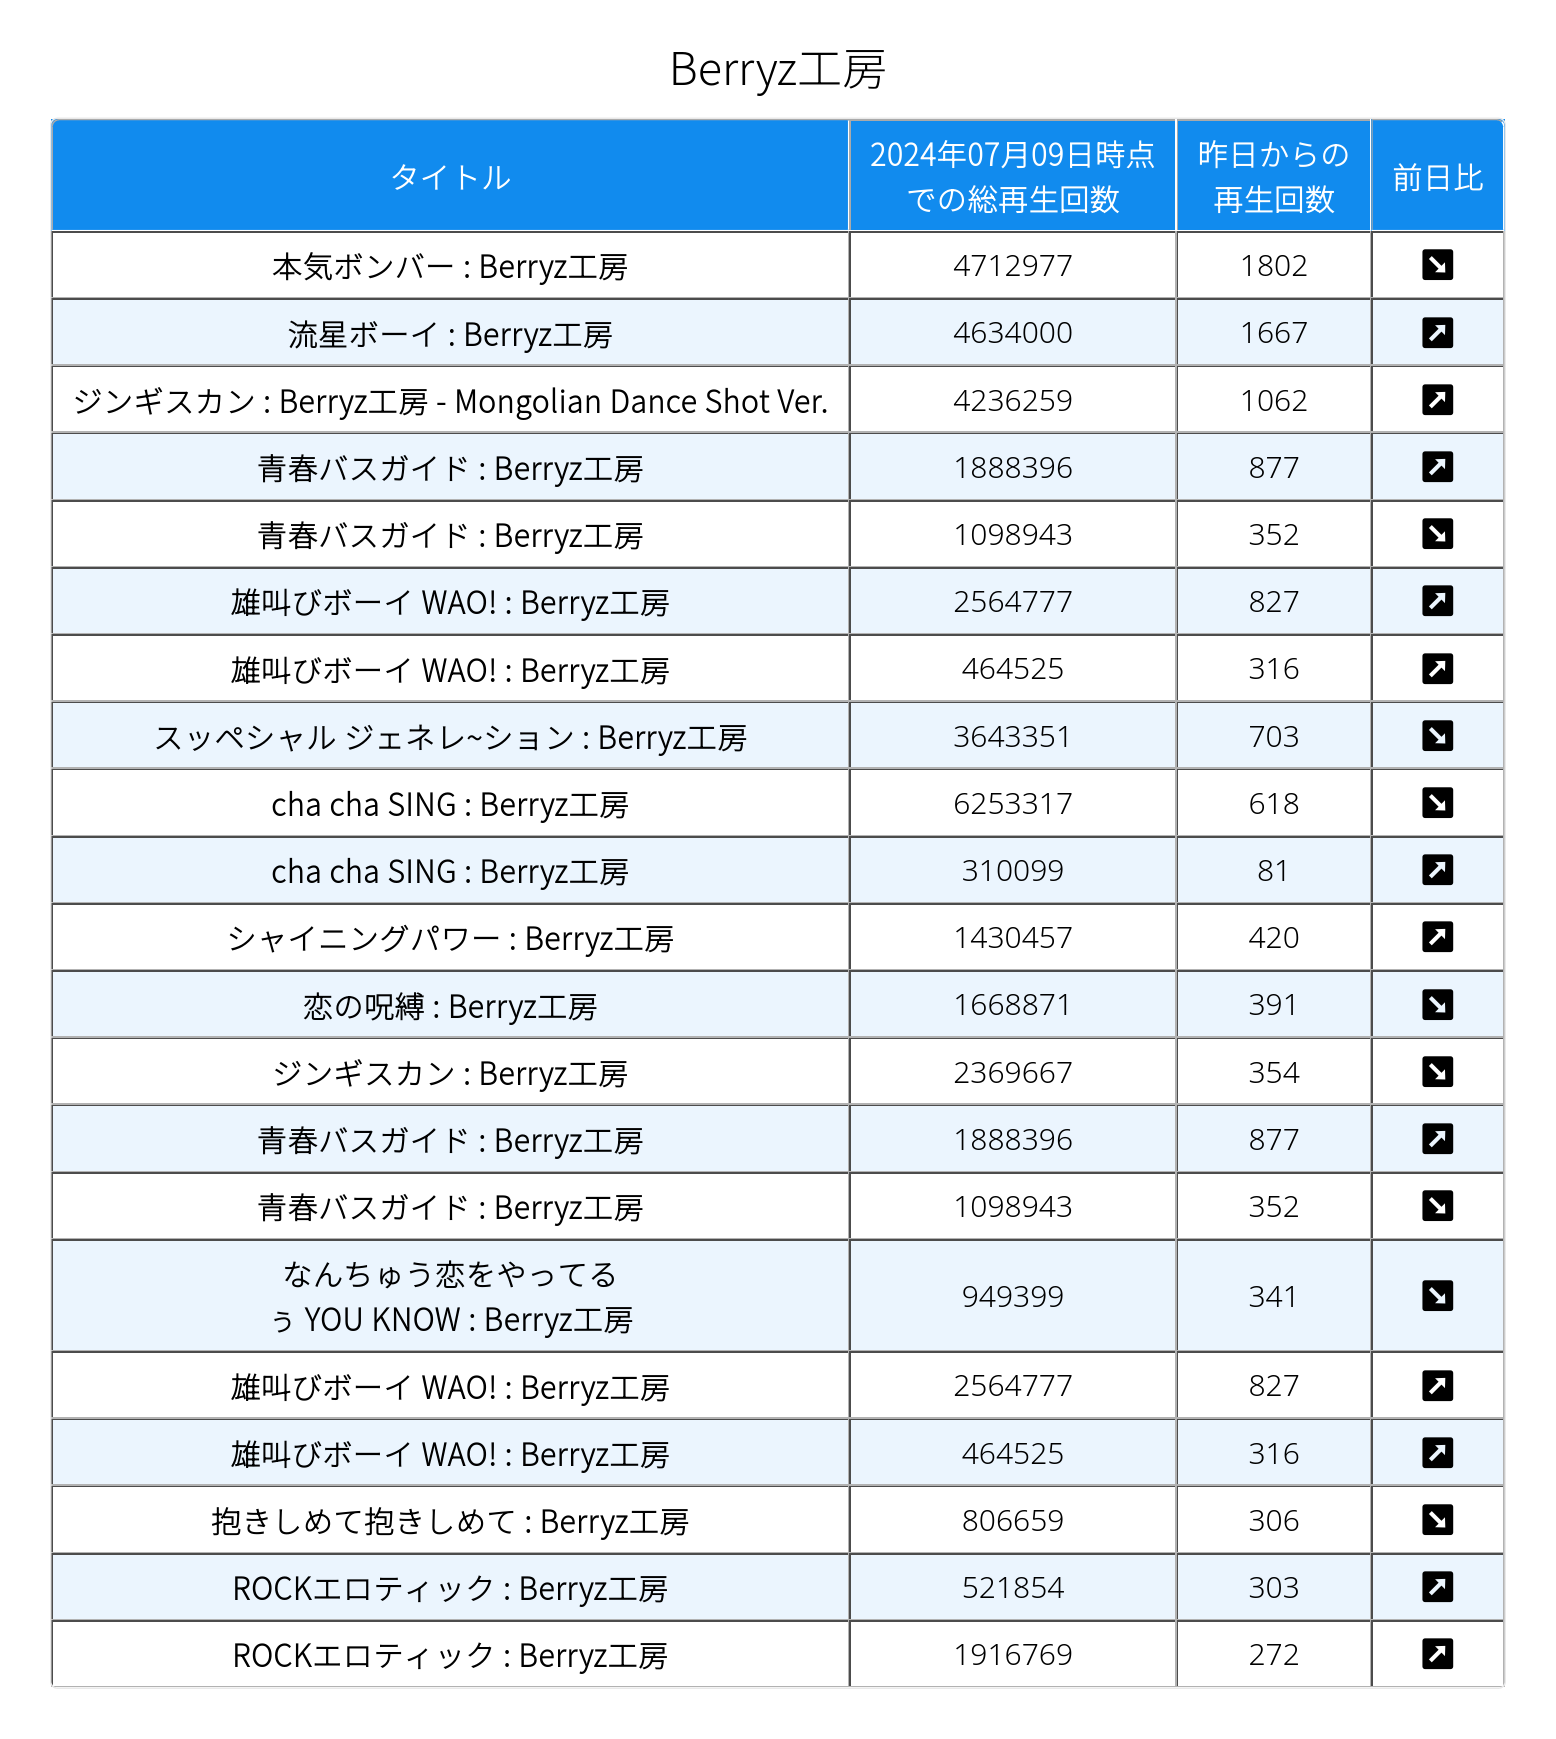 Berryz工房
タイトル
2024年07月09日時点
での総再生回数
昨日からの
再生回数
前日比
本気ボンバー : Berryz工房 4712977 1802
流星ボーイ : Berryz工房 4634000 1667
ジンギスカン : Berryz工房 - Mongolian Dance Shot Ver. 4236259 1062
青春バスガイド : Berryz工房 1888396 877
青春バスガイド : Berryz工房 1098943 352
雄叫びボーイ WAO! : Berryz工房 2564777 827
雄叫びボーイ WAO! : Berryz工房 464525 316
スッペシャル ジェネレ~ション : Berryz工房 3643351 703
cha cha SING : Berryz工房 6253317 618
cha cha SING : Berryz工房 310099 81
シャイニングパワー : Berryz工房 1430457 420
恋の呪縛 : Berryz工房 1668871 391
ジンギスカン : Berryz工房 2369667 354
青春バスガイド : Berryz工房 1888396 877
青春バスガイド : Berryz工房 1098943 352
なんちゅう恋をやってる
ぅ YOU KNOW : Berryz工房 949399 341
雄叫びボーイ WAO! : Berryz工房 2564777 827
雄叫びボーイ WAO! : Berryz工房 464525 316
抱きしめて抱きしめて : Berryz工房 806659 306
ROCKエロティック : Berryz工房 521854 303
ROCKエロティック : Berryz工房 1916769 272